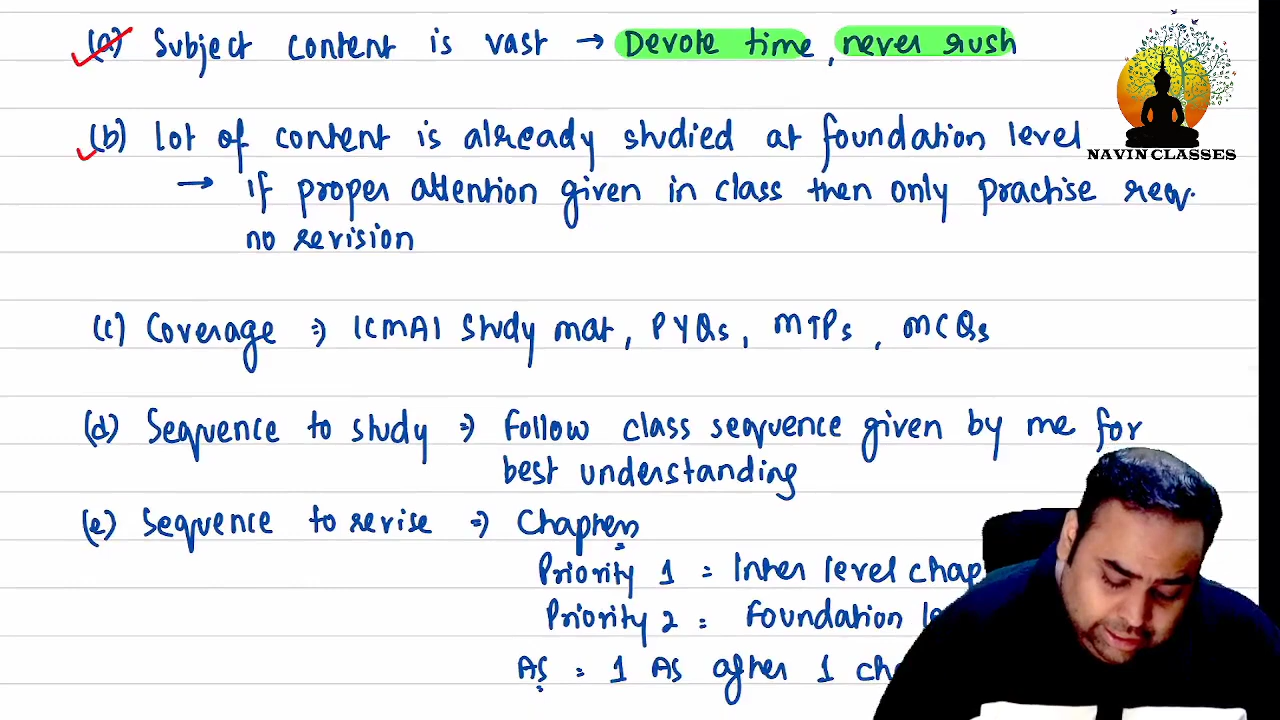 (a) Subject content is vast → Devote time, never rush
(b) Lot of content is already studied at foundation level
NAVIN CLASSES
→ If proper attention given in class then only practise req.
no revision
(c) Coverage ⇒ ICMAI Study mat, PYQs, MTPs, MCQs
(d) Sequence to study ⇒ Follow class sequence given by me for
best understanding
(e) Sequence to revise ⇒ Chapters
Priority 1 = Inter level chap
Priority 2 = Foundation le
AS = 1 AS after 1 cha